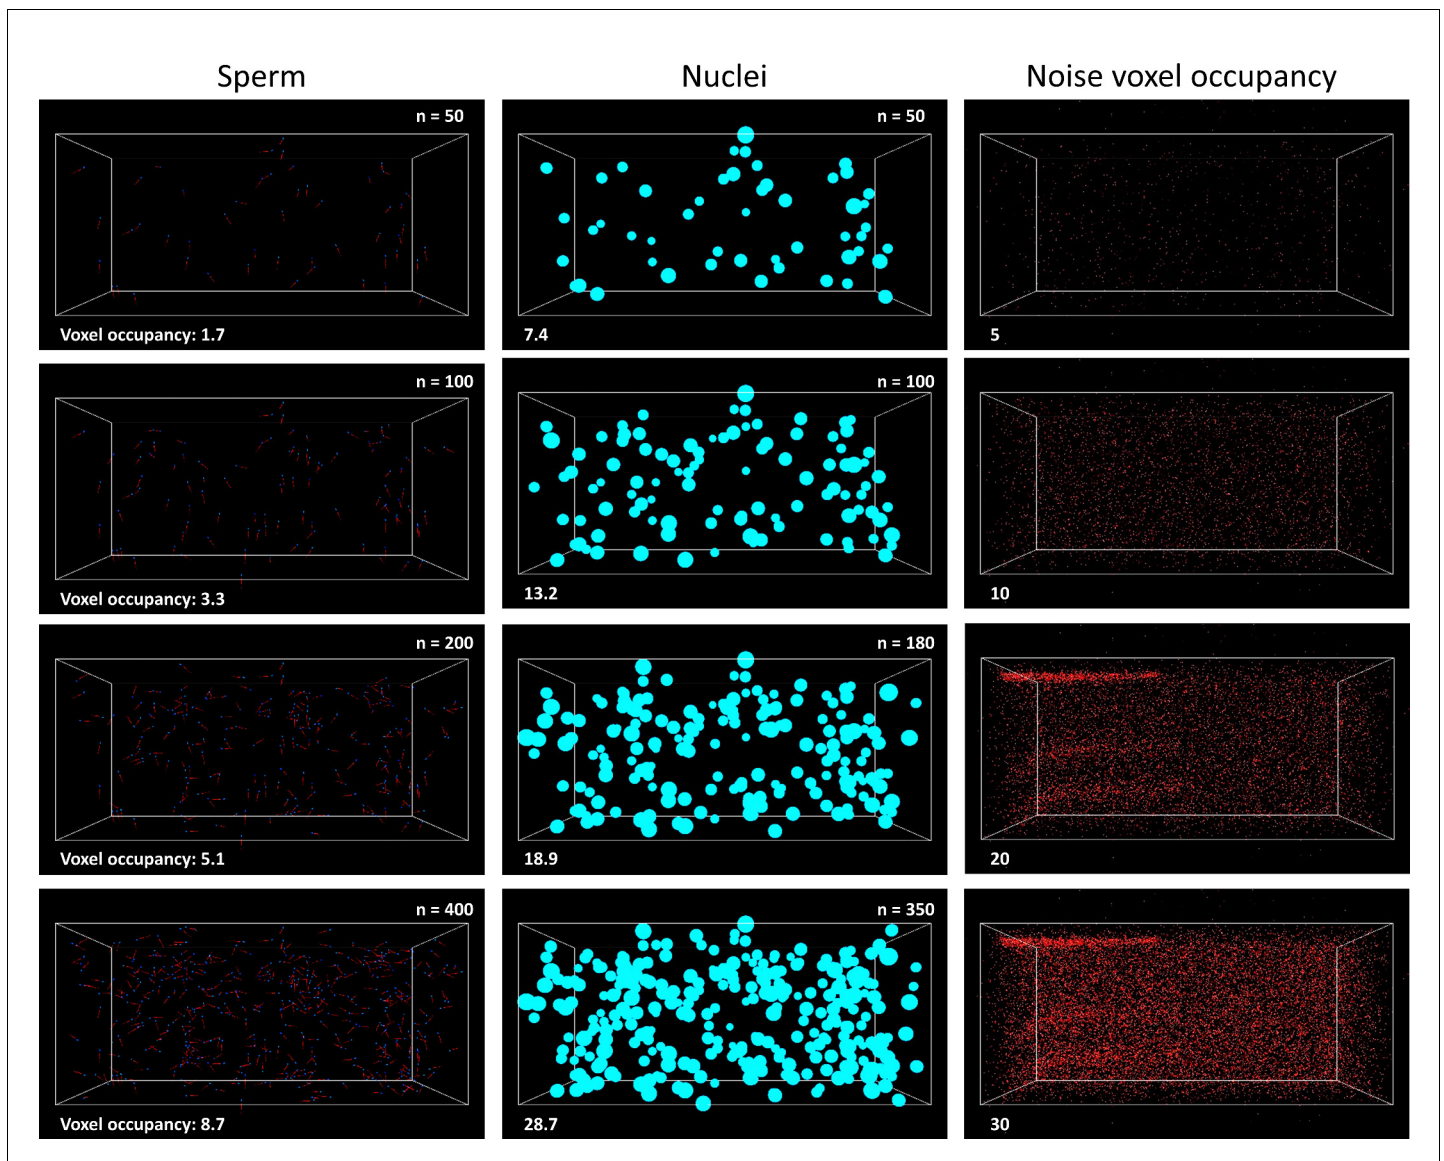 Sperm
Nuclei
Noise voxel occupancy
n = 50
Voxel occupancy: 1.7
n = 50
7.4
5
n = 100
Voxel occupancy: 3.3
n = 100
13.2
10
n = 200
Voxel occupancy: 5.1
n = 180
18.9
20
n = 400
Voxel occupancy: 8.7
n = 350
28.7
30